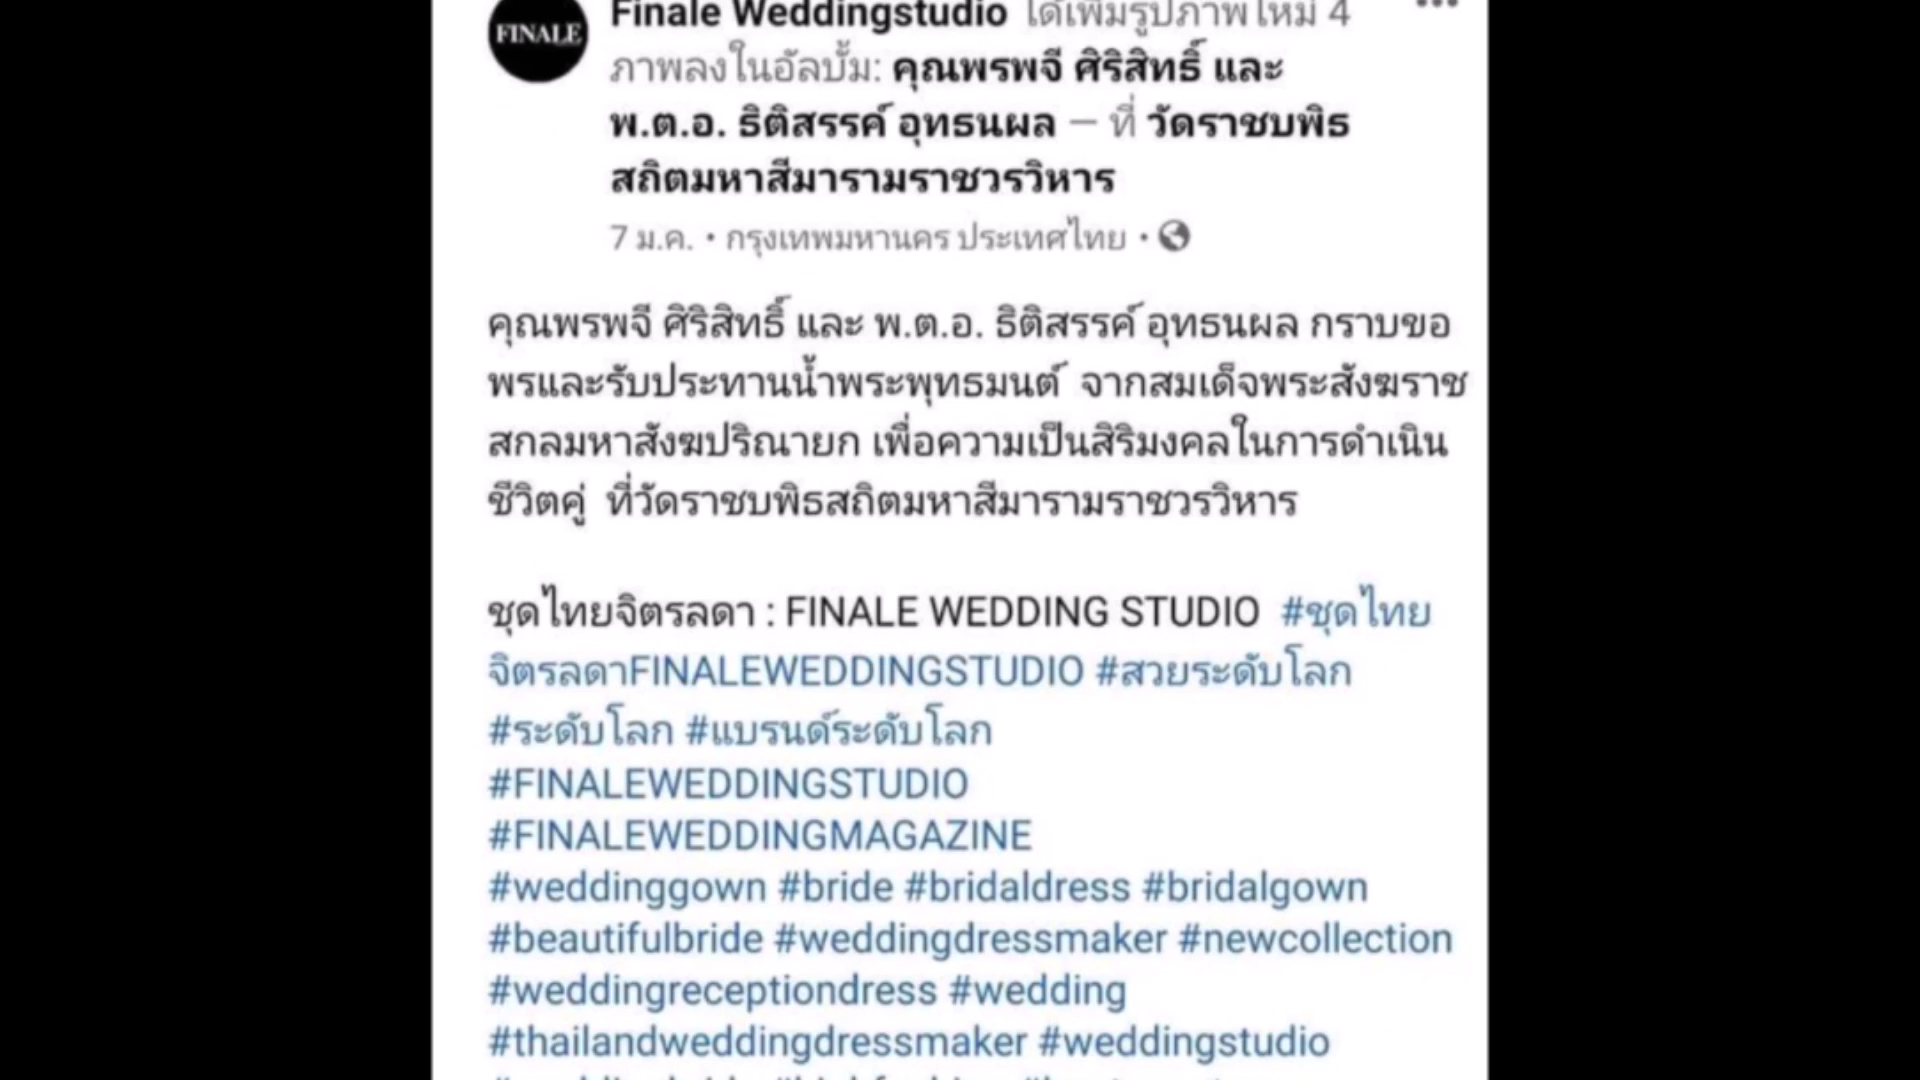 FINALE
Finale Weddingstudio ได้เพิ่มรูปภาพใหม่ 4
ภาพลงในอัลบั้ม: คุณพรพจี ศิริสิทธิ์ และ
พ.ต.อ. ธิติสรรค์ อุทธนผล — ที่ วัดราชบพิธ
สถิตมหาสีมารามราชวรวิหาร
7 ม.ค. • กรุงเทพมหานคร ประเทศไทย •
คุณพรพจี ศิริสิทธิ์ และ พ.ต.อ. ธิติสรรค์ อุทธนผล กราบขอ
พรและรับประทานน้ำพระพุทธมนต์ จากสมเด็จพระสังฆราช
สกลมหาสังฆปริณายก เพื่อความเป็นสิริมงคลในการดำเนิน
ชีวิตคู่ ที่วัดราชบพิธสถิตมหาสีมารามราชวรวิหาร
ชุดไทยจิตรลดา : FINALE WEDDING STUDIO #ชุดไทย
จิตรลดาFINALEWEDDINGSTUDIO #สวยระดับโลก
#ระดับโลก #แบรนด์ระดับโลก
#FINALEWEDDINGSTUDIO
#FINALEWEDDINGMAGAZINE
#weddinggown #bride #bridaldress #bridalgown
#beautifulbride #weddingdressmaker #newcollection
#weddingreceptiondress #wedding
#thailandweddingdressmaker #weddingstudio